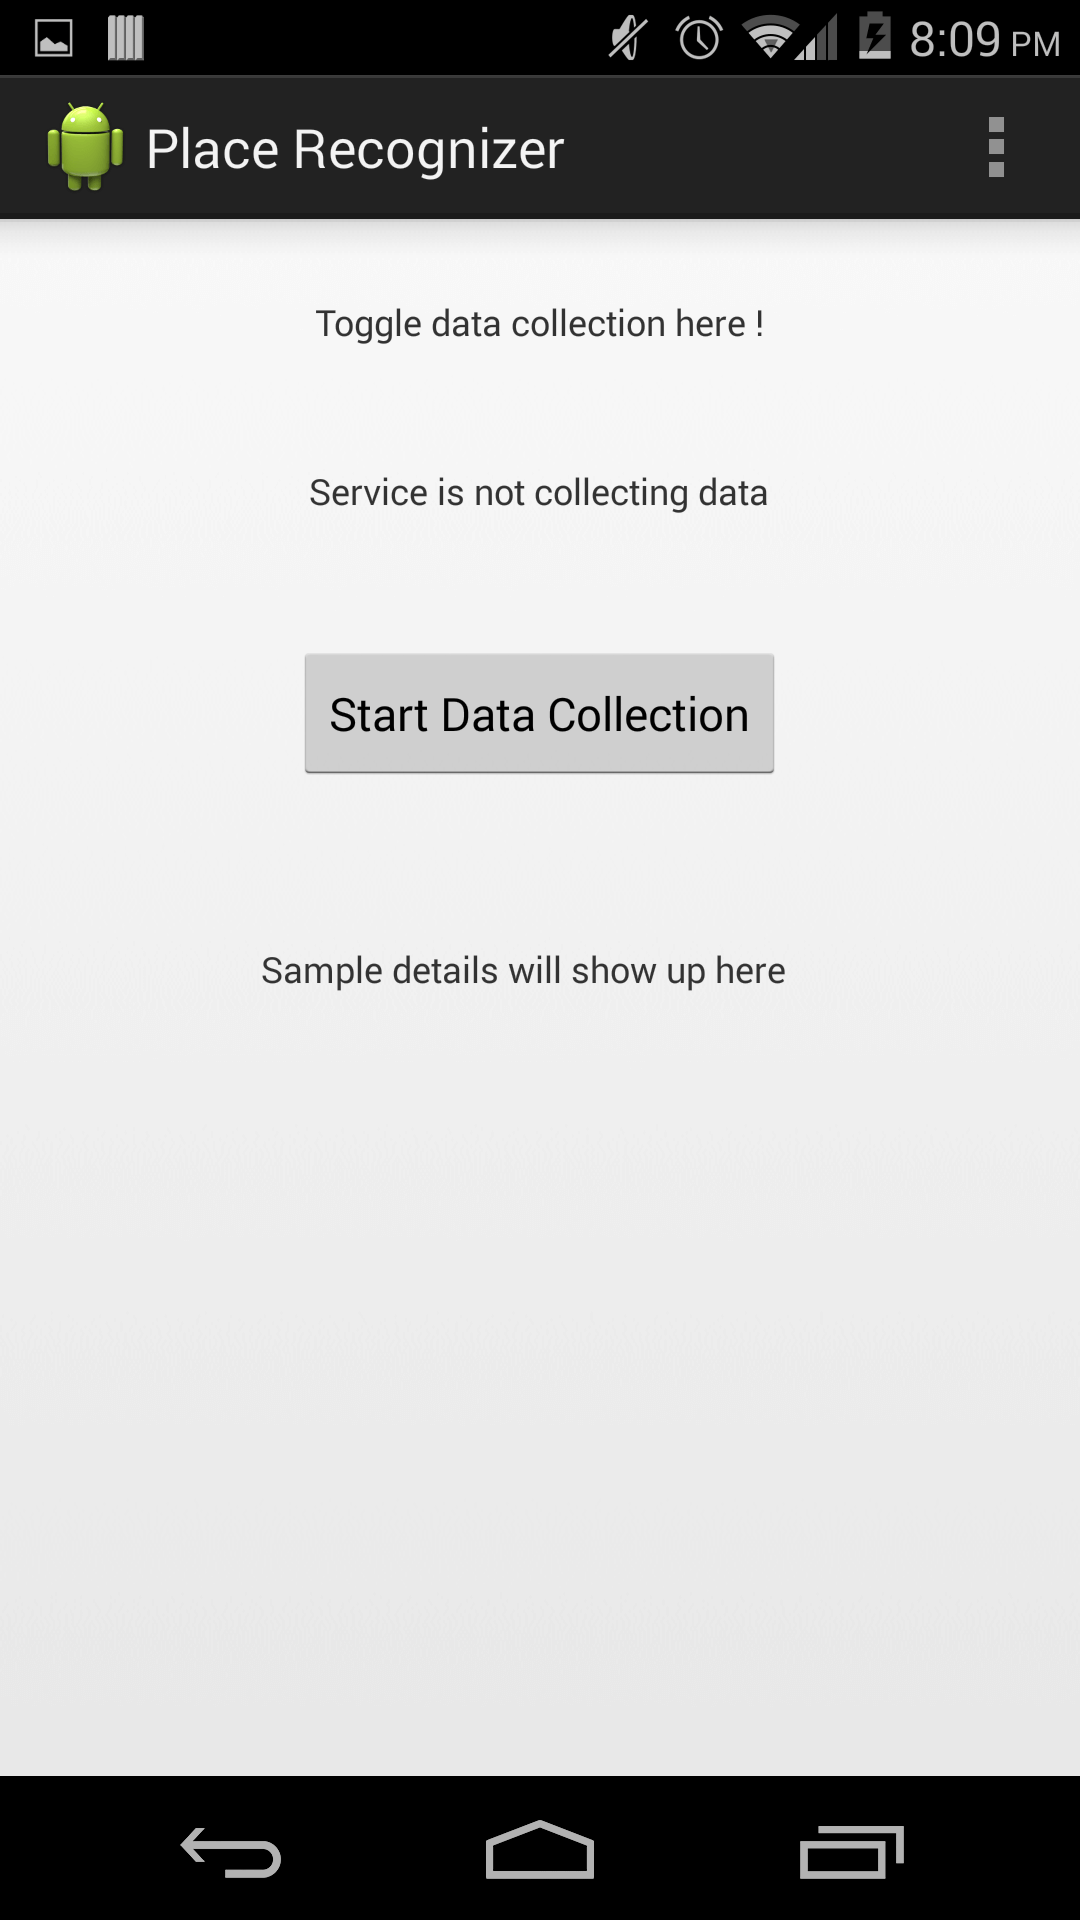 8:09 PM
Place Recognizer
Toggle data collection here !
Service is not collecting data
Start Data Collection
Sample details will show up here